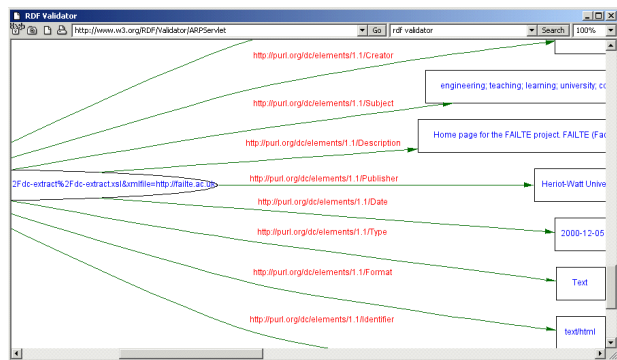 RDF Validator
http://www.w3.org/RDF/Validator/ARPServlet
Go
rdf validator
Search
100%
http://purl.org/dc/elements/1.1/Creator
engineering; teaching; learning; university; cc
http://purl.org/dc/elements/1.1/Subject
Home page for the FAILTE project. FAILTE (Fac
http://purl.org/dc/elements/1.1/Description
http://purl.org/dc/elements/1.1/Publisher
2Fdc-extract%2Fdc-extract.xsl&xmlfile=http://failte.ac.uk
Heriot-Watt Unive
http://purl.org/dc/elements/1.1/Date
http://purl.org/dc/elements/1.1/Type
2000-12-05
http://purl.org/dc/elements/1.1/Format
Text
http://purl.org/dc/elements/1.1/Identifier
text/html